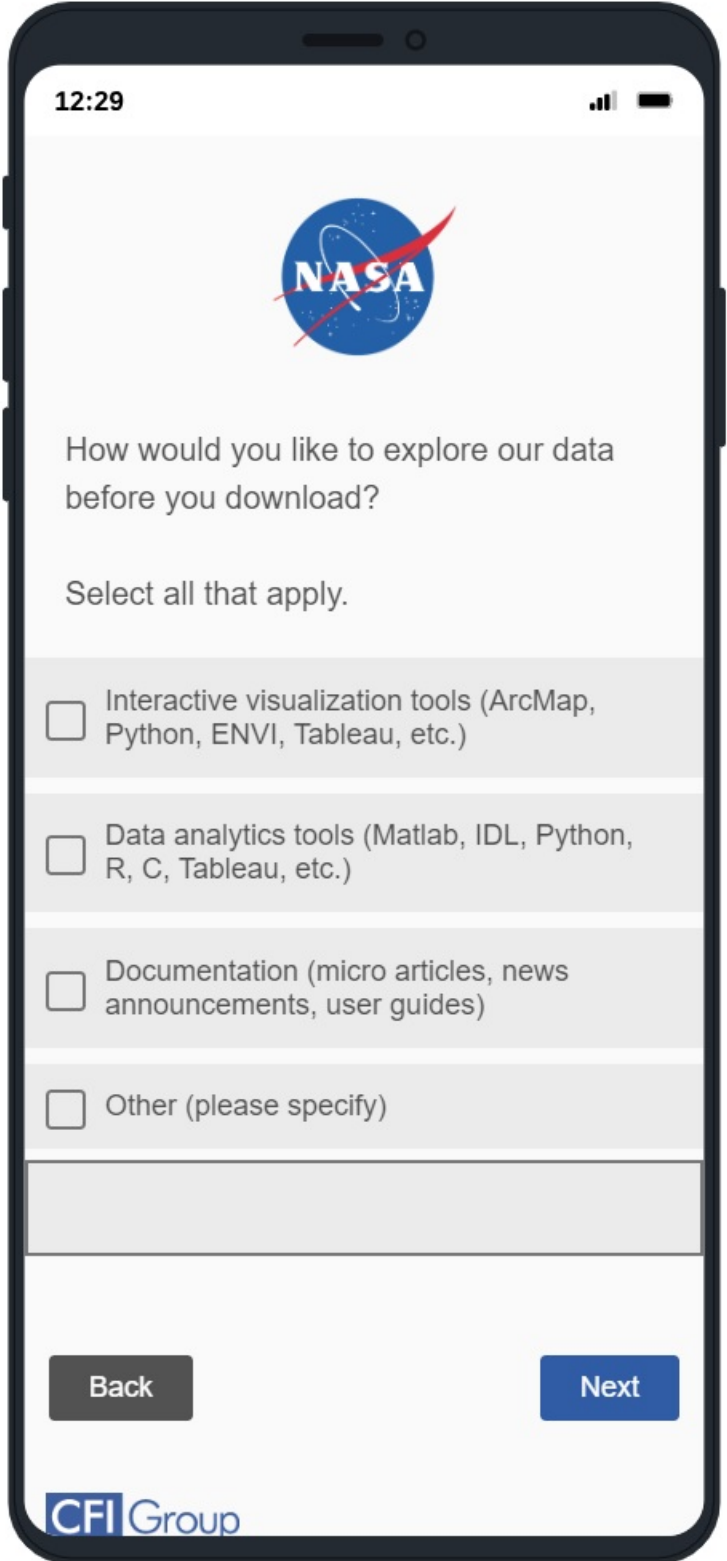 12:29
NASA
How would you like to explore our data
before you download?
Select all that apply.
Interactive visualization tools (ArcMap,
Python, ENVI, Tableau, etc.)
Data analytics tools (Matlab, IDL, Python,
R, C, Tableau, etc.)
Documentation (micro articles, news
announcements, user guides)
Other (please specify)
Back
Next
CFI Group